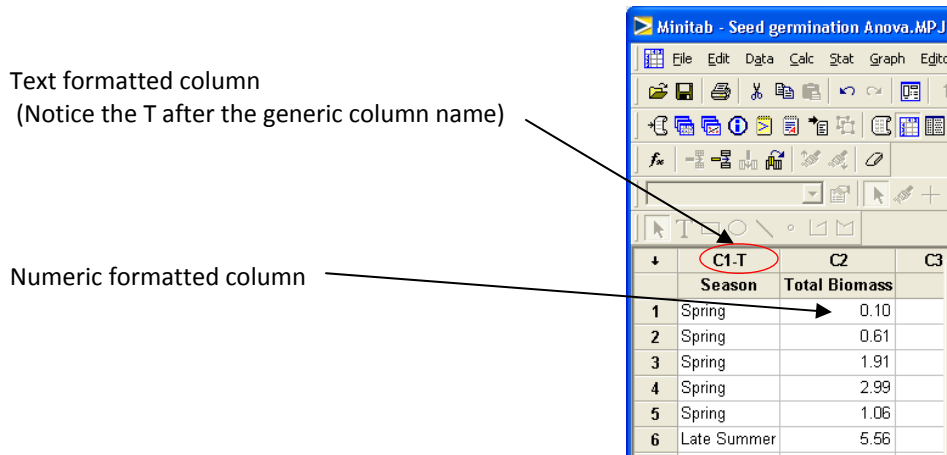 Minitab - Seed germination Anova.MPJ
File Edit Data Calc Stat Graph Edito
Text formatted column
(Notice the T after the generic column name)
Numeric formatted column
↓ C1-T C2 C3
Season Total Biomass
1 Spring 0.10
2 Spring 0.61
3 Spring 1.91
4 Spring 2.99
5 Spring 1.06
6 Late Summer 5.56